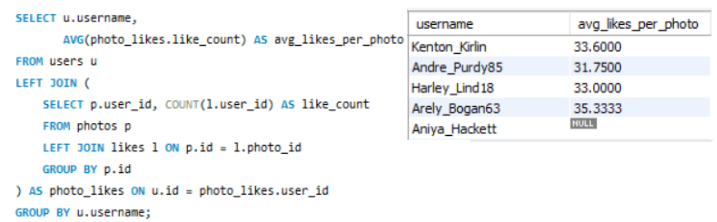 SELECT u.username,
AVG(photo_likes.like_count) AS avg_likes_per_photo
FROM users u
LEFT JOIN (
SELECT p.user_id, COUNT(l.user_id) AS like_count
FROM photos p
LEFT JOIN likes l ON p.id = l.photo_id
GROUP BY p.id
) AS photo_likes ON u.id = photo_likes.user_id
GROUP BY u.username;
username avg_likes_per_photo
Kenton_Kirlin 33.6000
Andre_Purdy85 31.7500
Harley_Lind18 33.0000
Arely_Bogan63 35.3333
Aniya_Hackett NULL